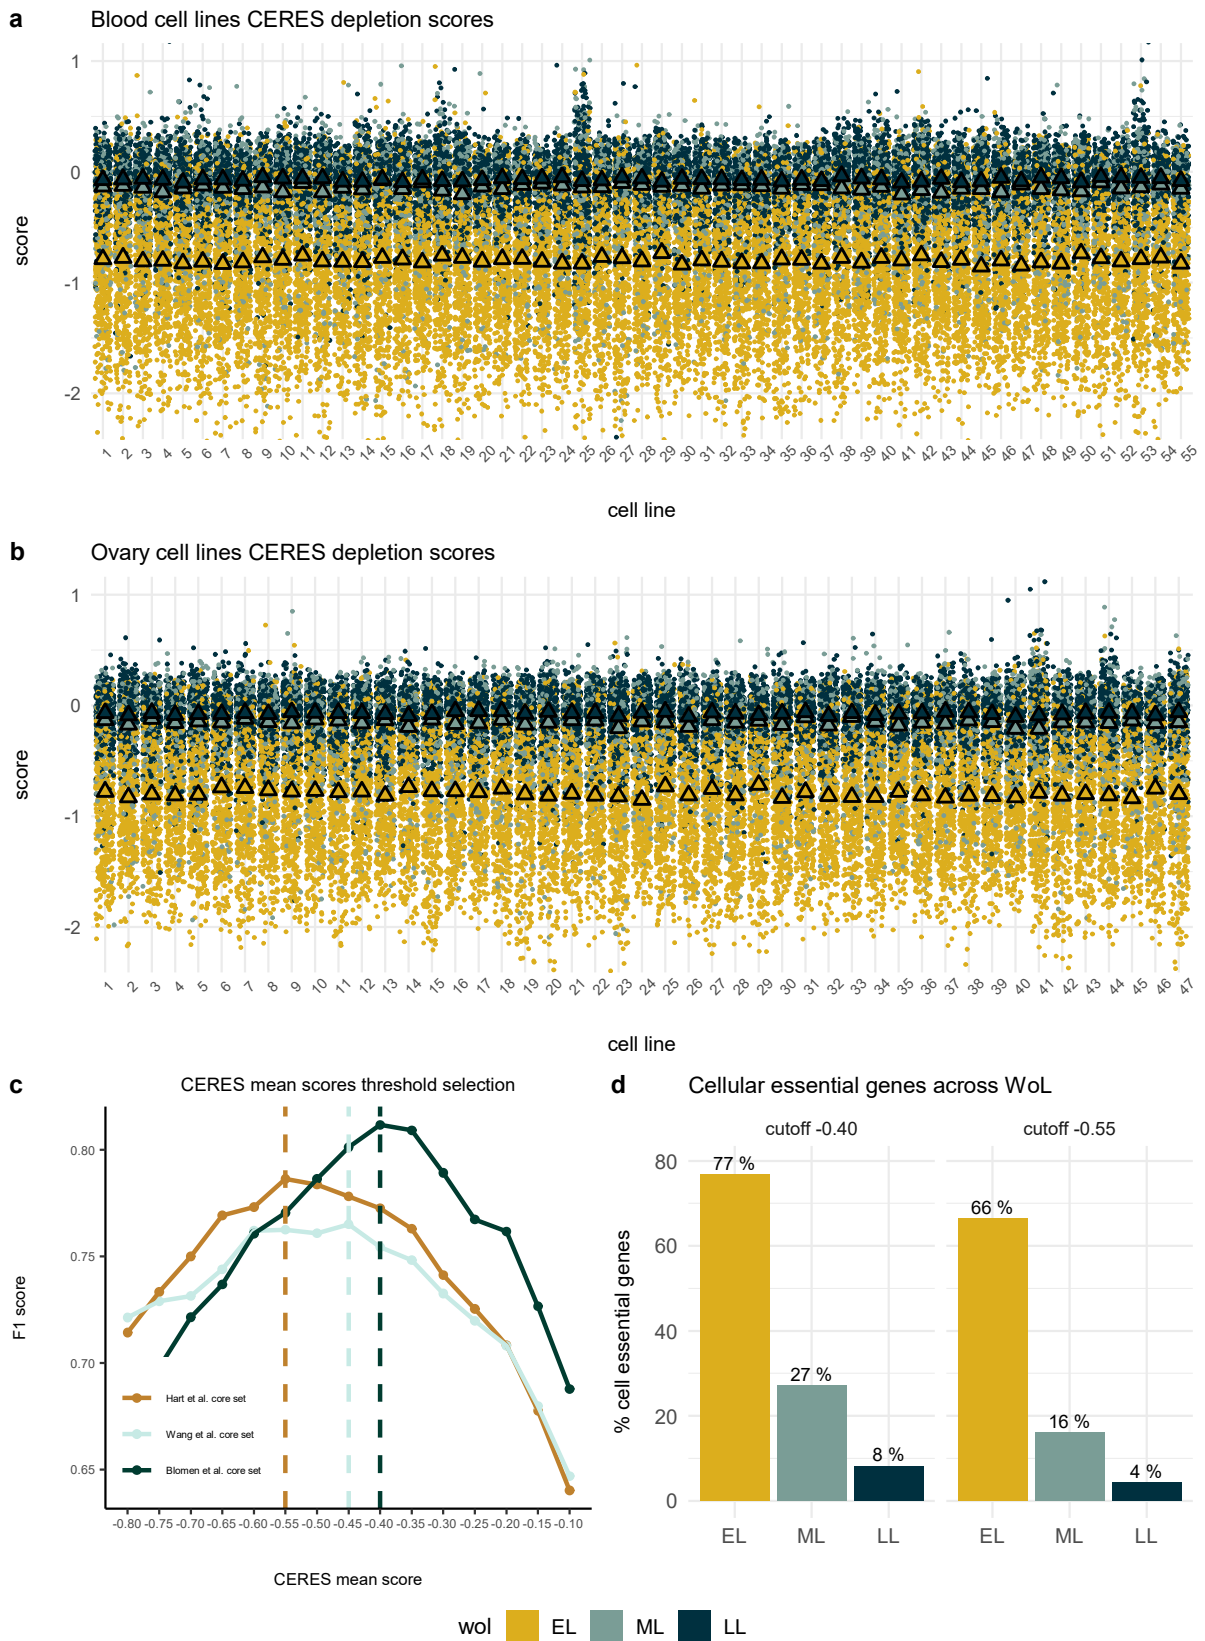 a
Blood cell lines CERES depletion scores
score
1
0
-1
-2
1 2 3 4 5 6 7 8 9 10 11 12 13 14 15 16 17 18 19 20 21 22 23 24 25 26 27 28 29 30 31 32 33 34 35 36 37 38 39 40 41 42 43 44 45 46 47 48 49 50 51 52 53 54 55
cell line
b
Ovary cell lines CERES depletion scores
score
1
0
-1
-2
1 2 3 4 5 6 7 8 9 10 11 12 13 14 15 16 17 18 19 20 21 22 23 24 25 26 27 28 29 30 31 32 33 34 35 36 37 38 39 40 41 42 43 44 45 46 47
cell line
c
CERES mean scores threshold selection
F1 score
0.80
0.75
0.70
0.65
Hart et al. core set
Wang et al. core set
Blomen et al. core set
-0.80 -0.75 -0.70 -0.65 -0.60 -0.55 -0.50 -0.45 -0.40 -0.35 -0.30 -0.25 -0.20 -0.15 -0.10
CERES mean score
d
Cellular essential genes across WoL
cutoff -0.40
cutoff -0.55
% cell essential genes
80
60
40
20
0
77 %
27 %
8 %
66 %
16 %
4 %
EL ML LL
EL ML LL
wol EL ML LL